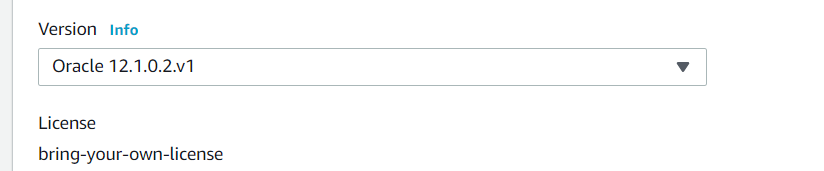 Version Info
Oracle 12.1.0.2.v1
License
bring-your-own-license